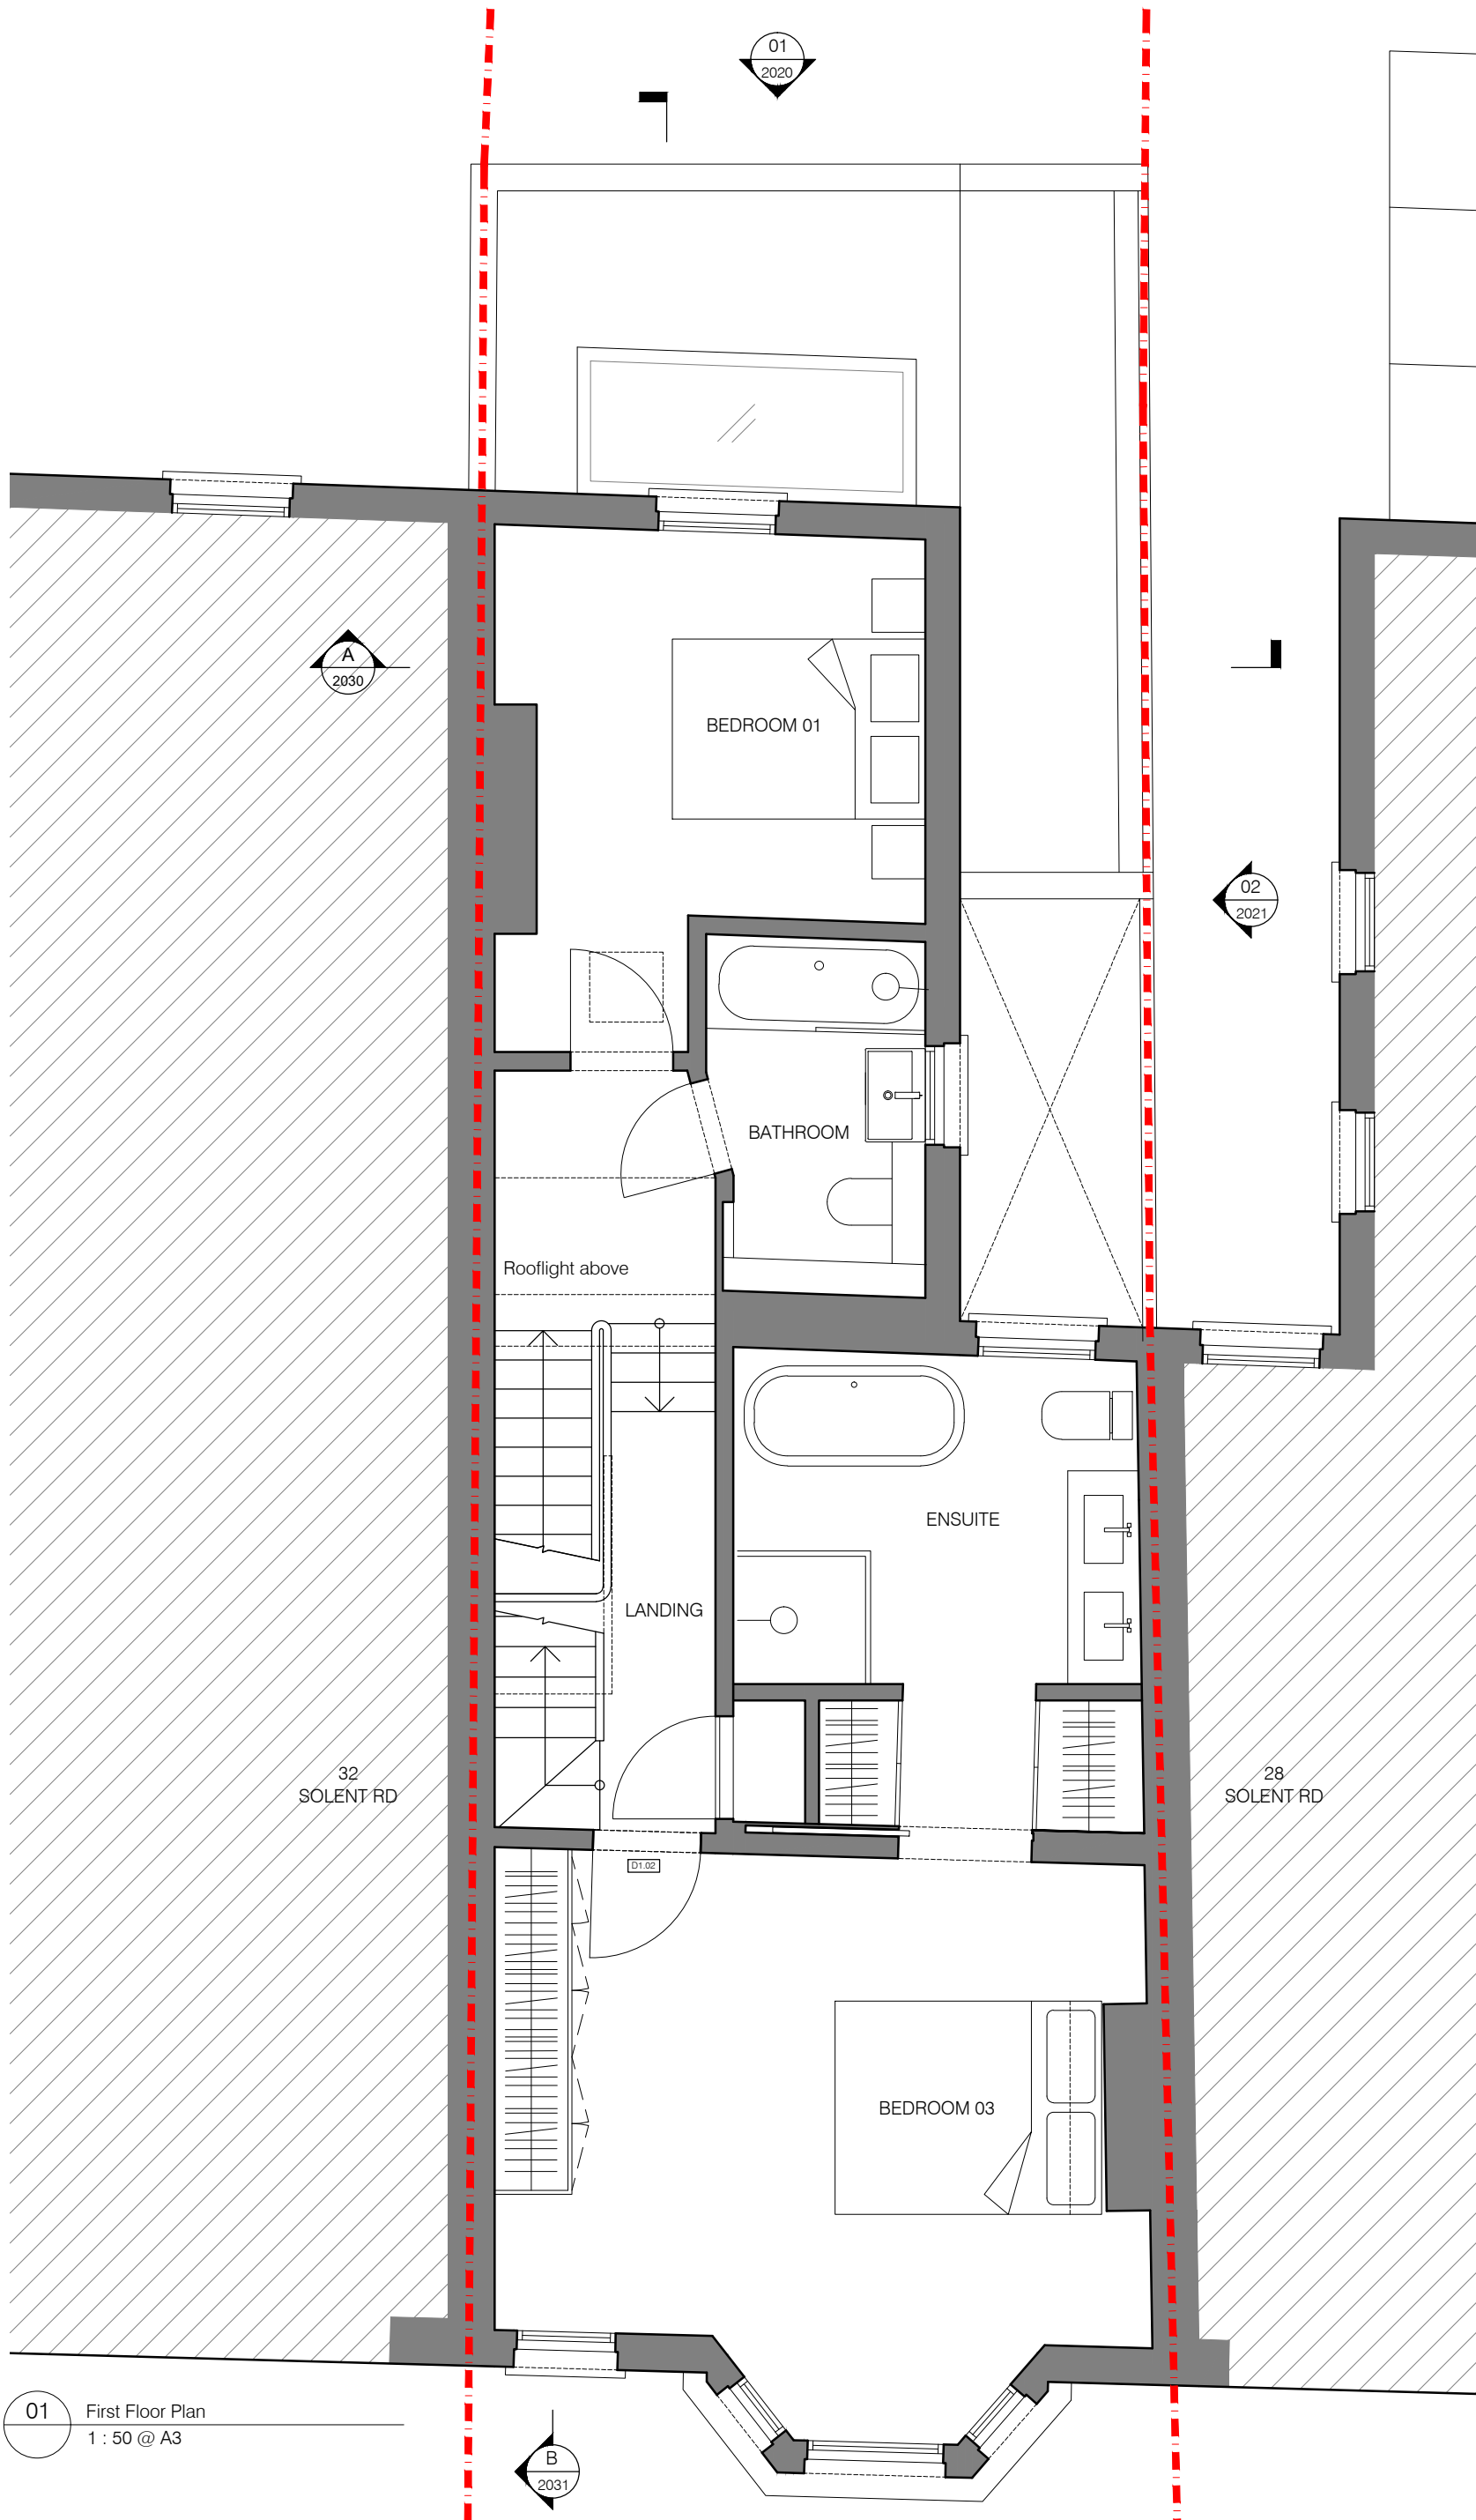 01
2020
A
2030
BEDROOM 01
02
2021
BATHROOM
Rooflight above
ENSUITE
LANDING
32
SOLENT RD
28
SOLENT RD
D1.02
BEDROOM 03
01
First Floor Plan
1 : 50 @ A3
B
2031